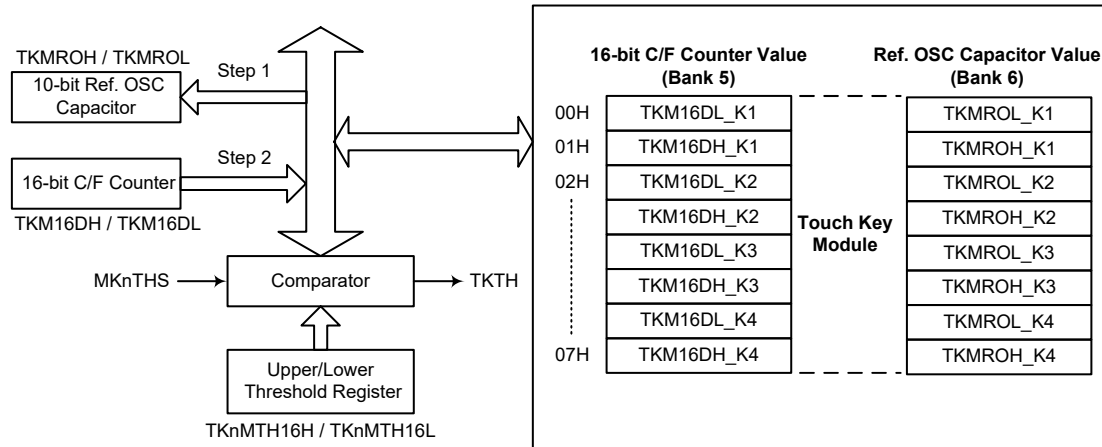 TKMROH / TKMROL
10-bit Ref. OSC
Capacitor
Step 1
16-bit C/F Counter
Step 2
TKM16DH / TKM16DL
MKnTHS
Comparator
TKTH
Upper/Lower
Threshold Register
TKnMTH16H / TKnMTH16L
16-bit C/F Counter Value
(Bank 5)
Ref. OSC Capacitor Value
(Bank 6)
00H
TKM16DL_K1
TKMROL_K1
01H
TKM16DH_K1
TKMROH_K1
02H
TKM16DL_K2
TKMROL_K2
TKM16DH_K2
TKMROH_K2
Touch Key
Module
TKM16DL_K3
TKMROL_K3
TKM16DH_K3
TKMROH_K3
TKM16DL_K4
TKMROL_K4
07H
TKM16DH_K4
TKMROH_K4